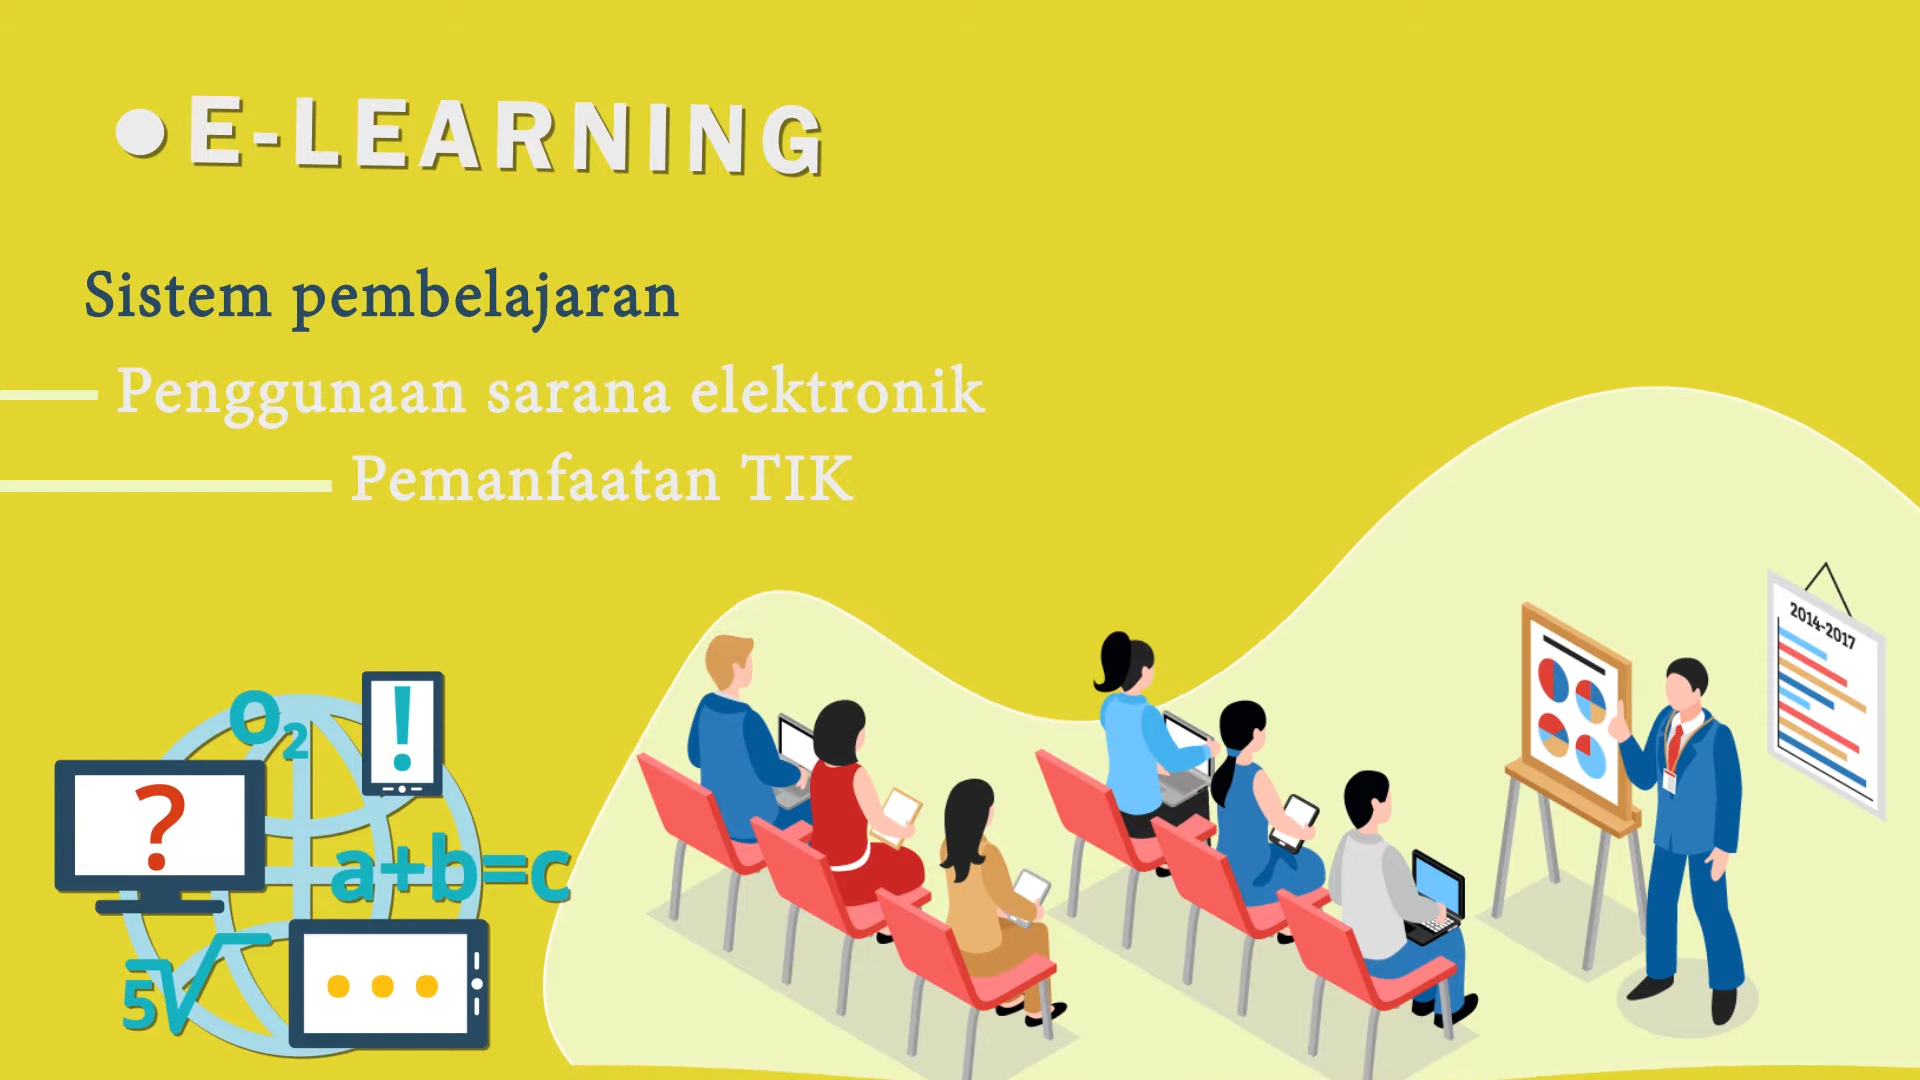 E-LEARNING
Sistem pembelajaran
Penggunaan sarana elektronik
Pemanfaatan TIK
2014-2017
O₂
!
?
a+b=c
5√